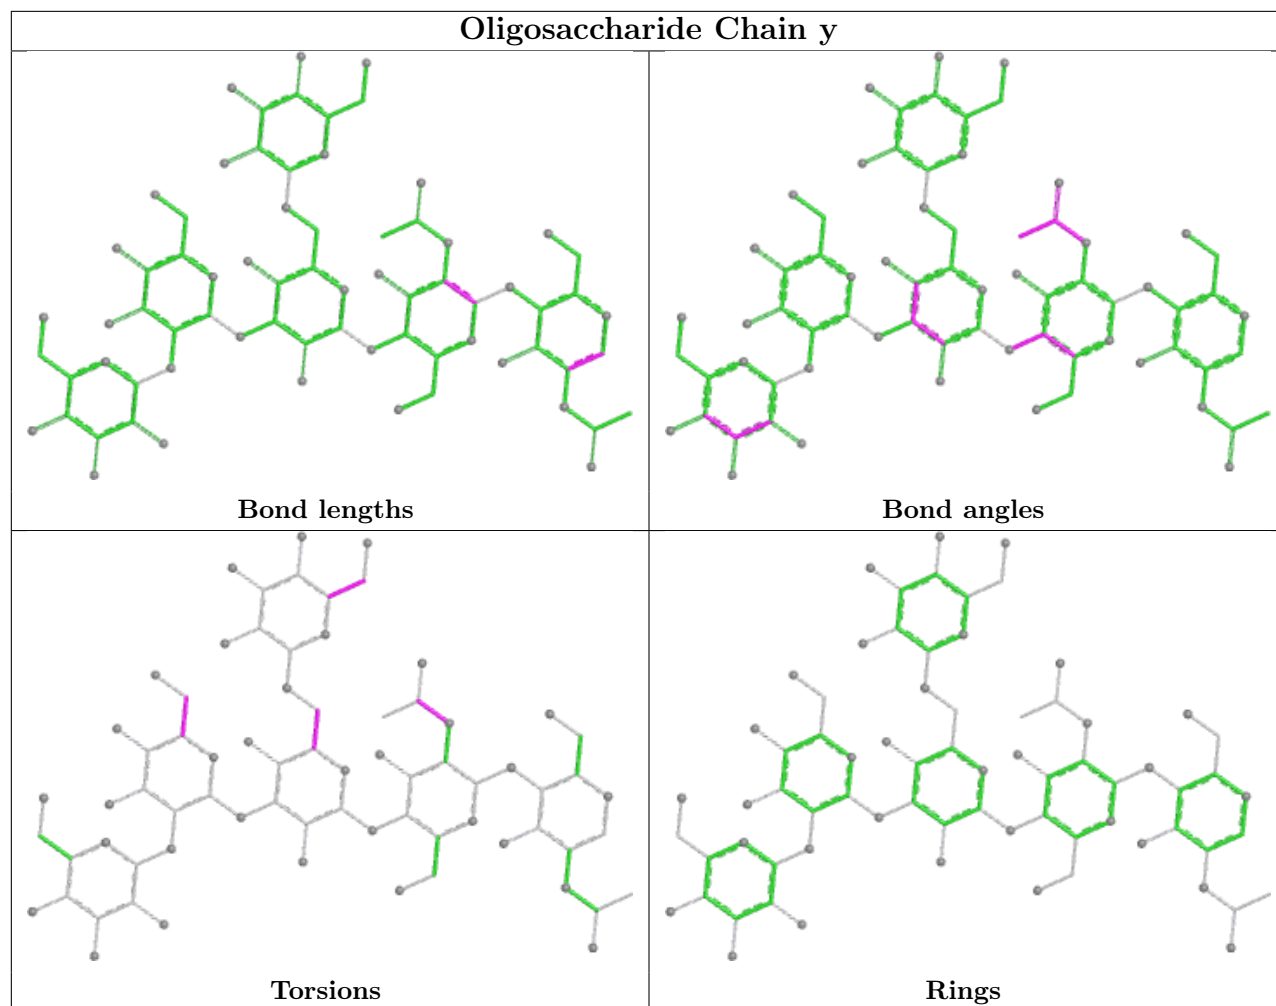 Oligosaccharide Chain y
Bond lengths
Bond angles
Torsions
Rings